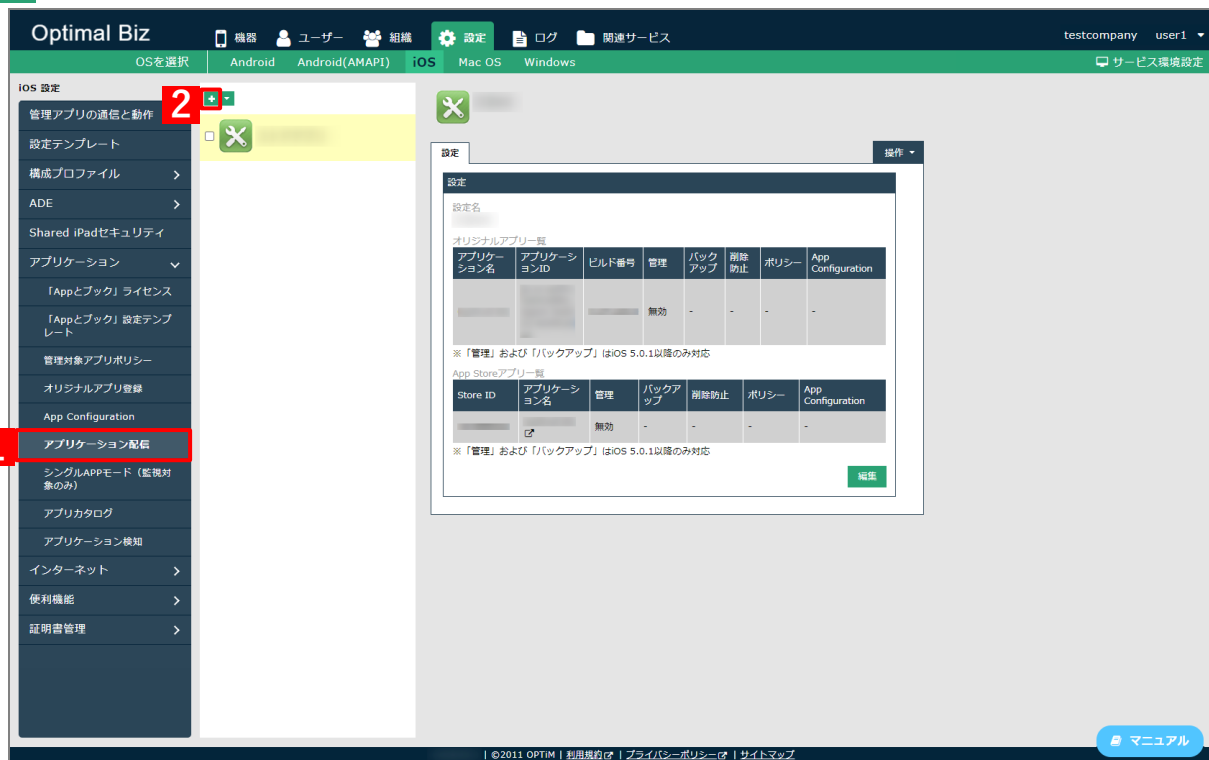 Optimal Biz
機器 ユーザー 組織 設定 ログ 関連サービス
testcompany user1
OSを選択 Android Android(AMAPI) iOS Mac OS Windows
サービス環境設定
iOS 設定
2
管理アプリの通信と動作
設定テンプレート
構成プロファイル
ADE
Shared iPadセキュリティ
アプリケーション
「Appとブック」ライセンス
「Appとブック」設定テンプ
レート
管理対象アプリポリシー
オリジナルアプリ登録
App Configuration
アプリケーション配信
シングルAPPモード（監視対
象のみ）
アプリカタログ
アプリケーション検知
インターネット
便利機能
証明書管理
設定
操作
設定
設定名
オリジナルアプリ一覧
アプリケー
ション名
アプリケーシ
ョンID
ビルド番号
管理
バック
アップ
削除
防止
ポリシー
App
Configuration
無効 - - - -
※「管理」および「バックアップ」はiOS 5.0.1以降のみ対応
App Storeアプリ一覧
Store ID
アプリケーシ
ョン名
管理
バックア
ップ
削除防止
ポリシー
App
Configuration
無効 - - - -
※「管理」および「バックアップ」はiOS 5.0.1以降のみ対応
編集
マニュアル
| ©2011 OPTiM | 利用規約 | プライバシーポリシー | サイトマップ